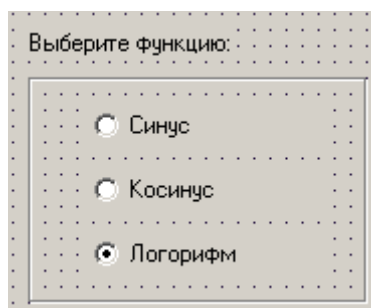 Выберите функцию:
Синус
Косинус
Логорифм